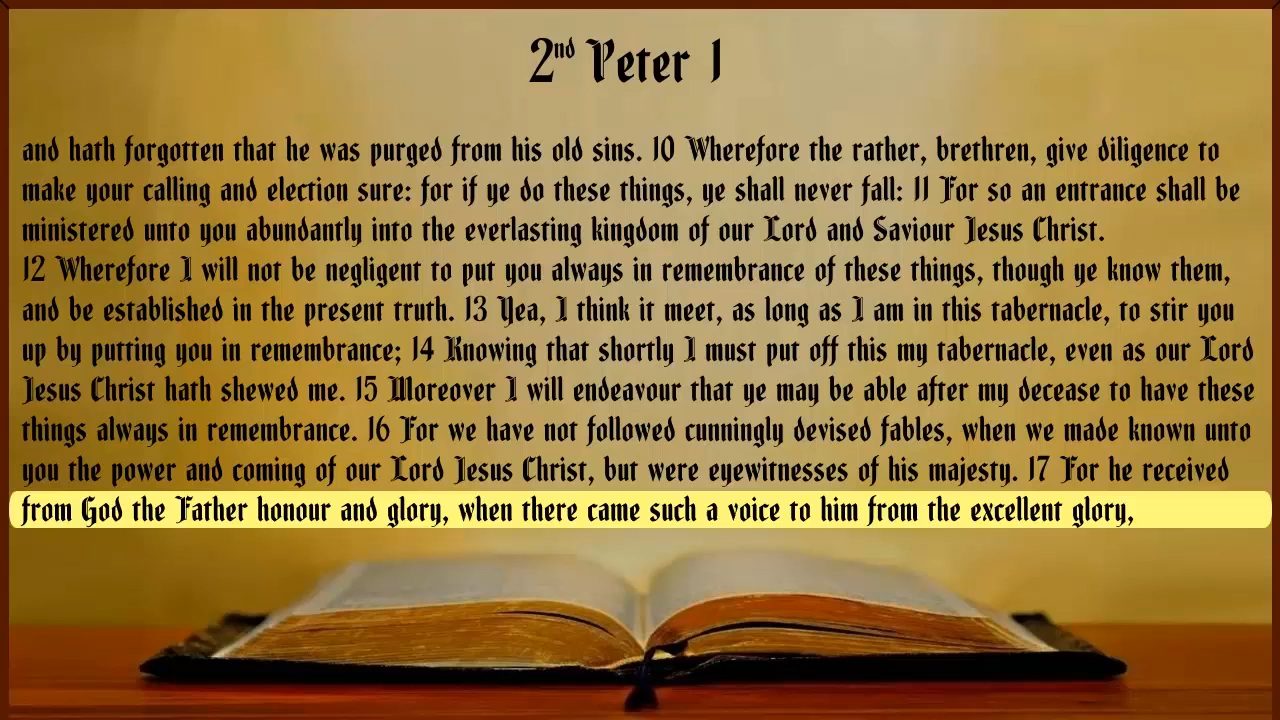 2nd Peter 1
and hath forgotten that he was purged from his old sins. 10 Wherefore the rather, brethren, give diligence to
make your calling and election sure: for if ye do these things, ye shall never fall: 11 For so an entrance shall be
ministered unto you abundantly into the everlasting kingdom of our Lord and Saviour Jesus Christ.
12 Wherefore I will not be negligent to put you always in remembrance of these things, though ye know them,
and be established in the present truth. 13 Yea, I think it meet, as long as I am in this tabernacle, to stir you
up by putting you in remembrance; 14 Knowing that shortly I must put off this my tabernacle, even as our Lord
Jesus Christ hath shewed me. 15 Moreover I will endeavour that ye may be able after my decease to have these
things always in remembrance. 16 For we have not followed cunningly devised fables, when we made known unto
you the power and coming of our Lord Jesus Christ, but were eyewitnesses of his majesty. 17 For he received
from God the Father honour and glory, when there came such a voice to him from the excellent glory,